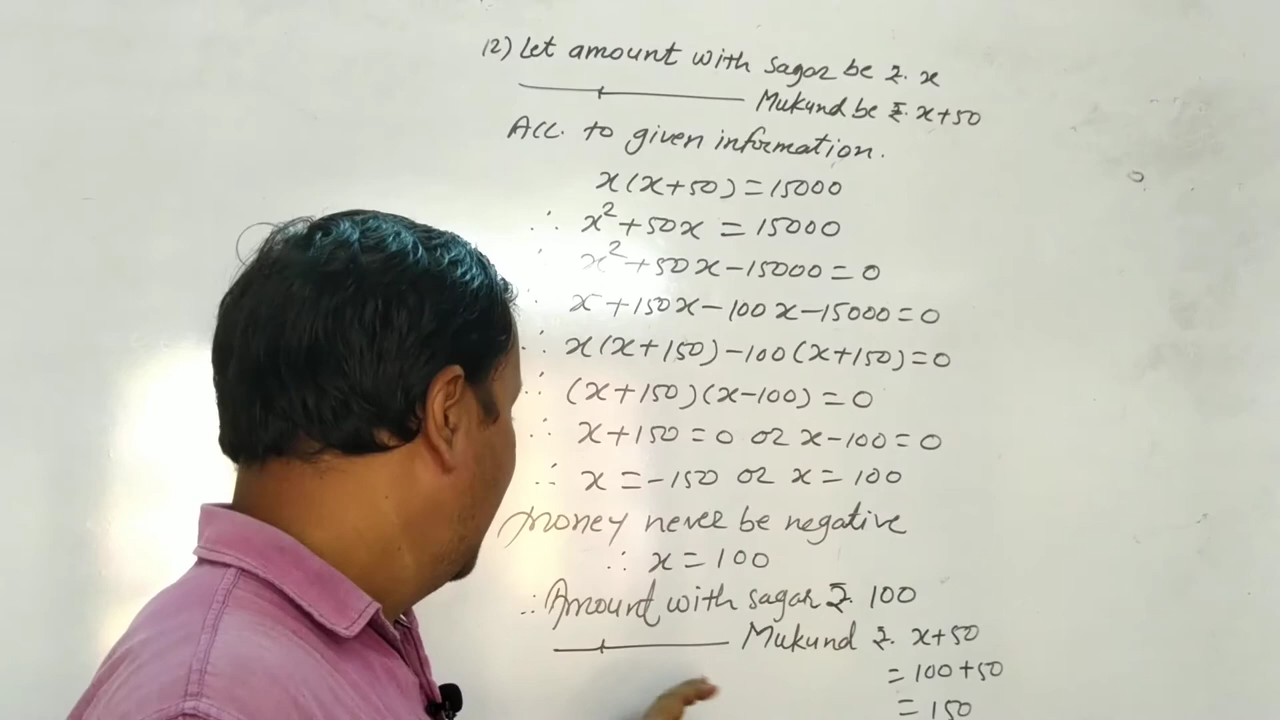 12) Let amount with sagar be ₹. x
Mukund be ₹. x+50
Acc. to given information.
x(x+50)=15000
∴ x²+50x = 15000
∴ x²+50x-15000=0
∴ x+150x-100x-15000=0
∴ x(x+150)-100(x+150)=0
∴ (x+150)(x-100)=0
∴ x+150=0 or x-100=0
∴ x=-150 or x=100
money never be negative
∴ x=100
∴ Amount with sagar ₹. 100
Mukund ₹. x+50
= 100+50
= 150